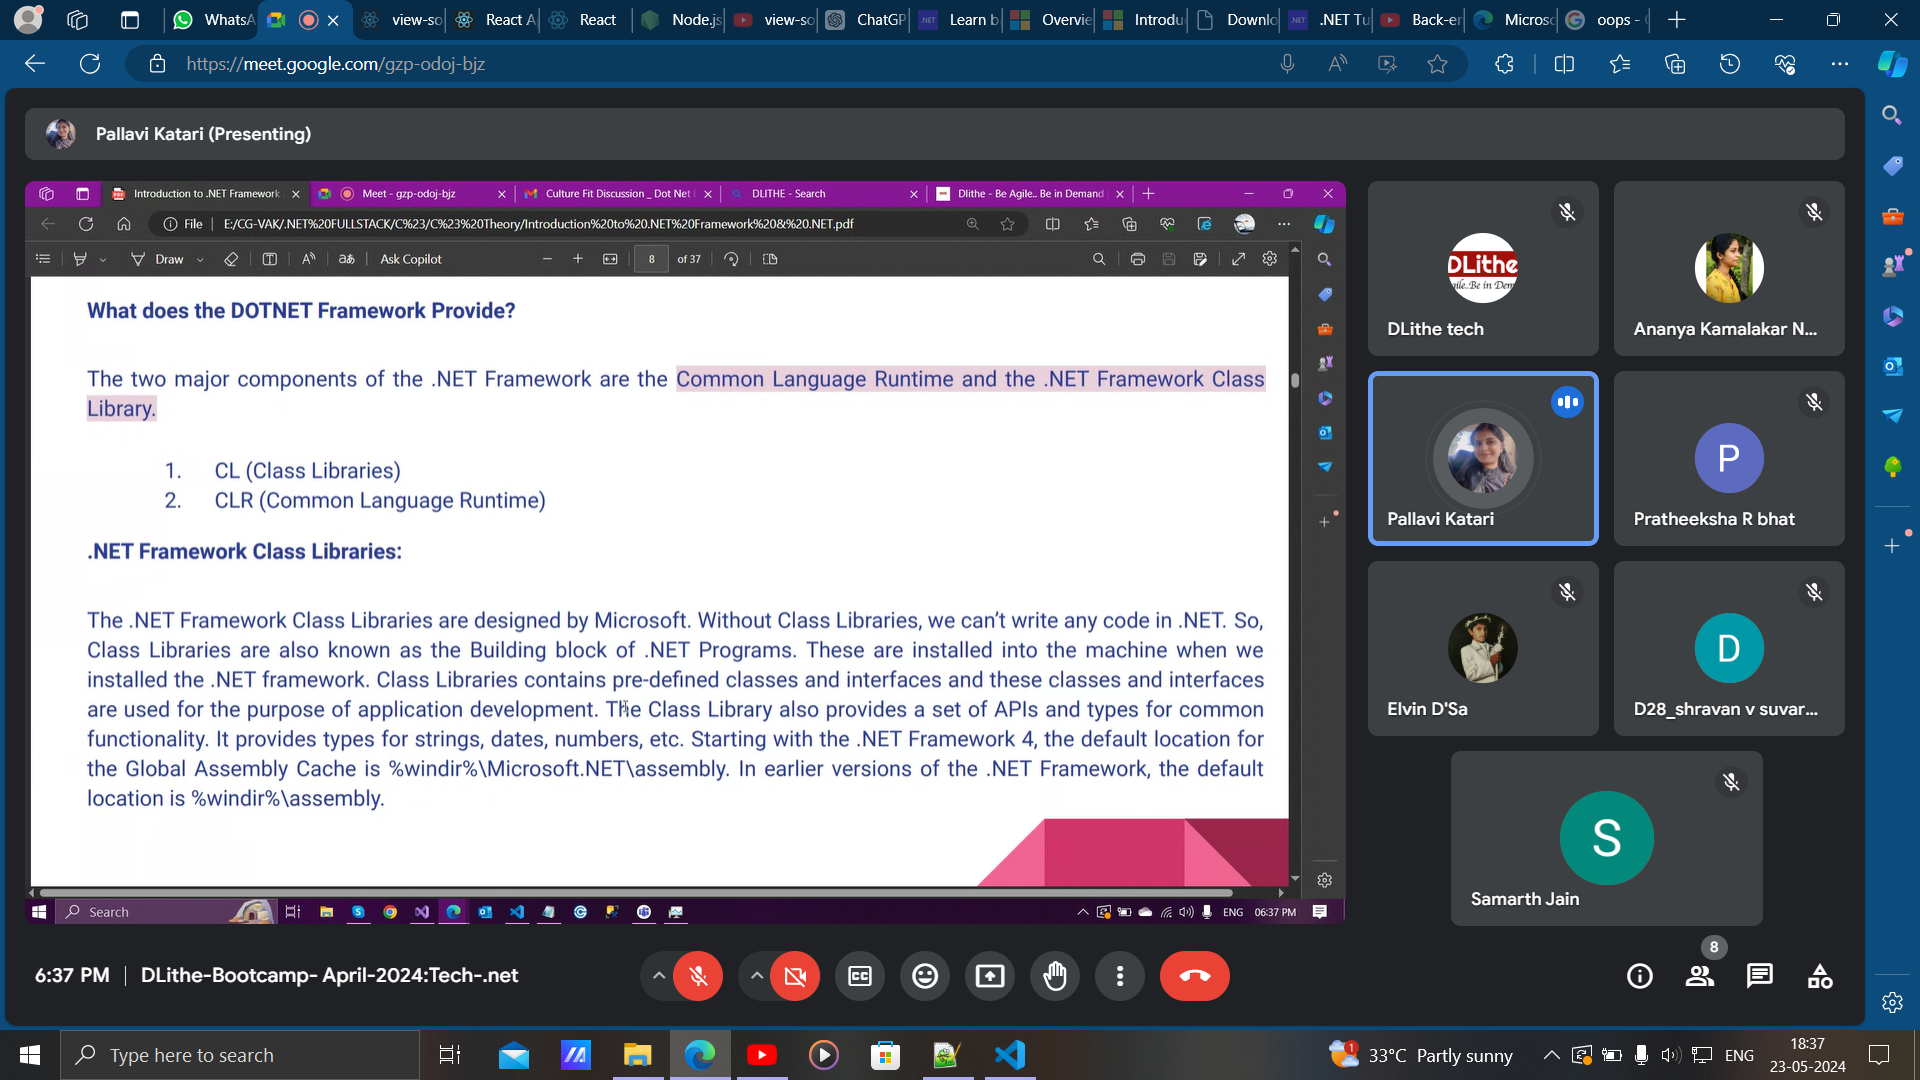 WhatsA
view-so
React A
React
Node.js
view-so
ChatGP
Learn b
Overvie
Introdu
Downlo
.NET Tu
Back-en
Microso
oops -
https://meet.google.com/gzp-odoj-bjz
Pallavi Katari (Presenting)
Introduction to .NET Framework
Meet - gzp-odoj-bjz
Culture Fit Discussion _ Dot Net
DLITHE - Search
Dlithe - Be Agile.. Be in Demand
File
E:/CG-VAK/.NET%20FULLSTACK/C%23/C%23%20Theory/Introduction%20to%20.NET%20Framework%20&%20.NET.pdf
Draw
Ask Copilot
8 of 37
What does the DOTNET Framework Provide?
The two major components of the .NET Framework are the Common Language Runtime and the .NET Framework Class
Library.
1. CL (Class Libraries)
2. CLR (Common Language Runtime)
.NET Framework Class Libraries:
The .NET Framework Class Libraries are designed by Microsoft. Without Class Libraries, we can’t write any code in .NET. So,
Class Libraries are also known as the Building block of .NET Programs. These are installed into the machine when we
installed the .NET framework. Class Libraries contains pre-defined classes and interfaces and these classes and interfaces
are used for the purpose of application development. The Class Library also provides a set of APIs and types for common
functionality. It provides types for strings, dates, numbers, etc. Starting with the .NET Framework 4, the default location for
the Global Assembly Cache is %windir%\Microsoft.NET\assembly. In earlier versions of the .NET Framework, the default
location is %windir%\assembly.
Search
ENG 06:37 PM
DLithe
DLithe tech
Ananya Kamalakar N...
Pallavi Katari
P
Pratheeksha R bhat
Elvin D'Sa
D
D28_shravan v suvar...
S
Samarth Jain
6:37 PM | DLithe-Bootcamp- April-2024:Tech-.net
8
Type here to search
1
33°C Partly sunny
ENG
18:37
23-05-2024